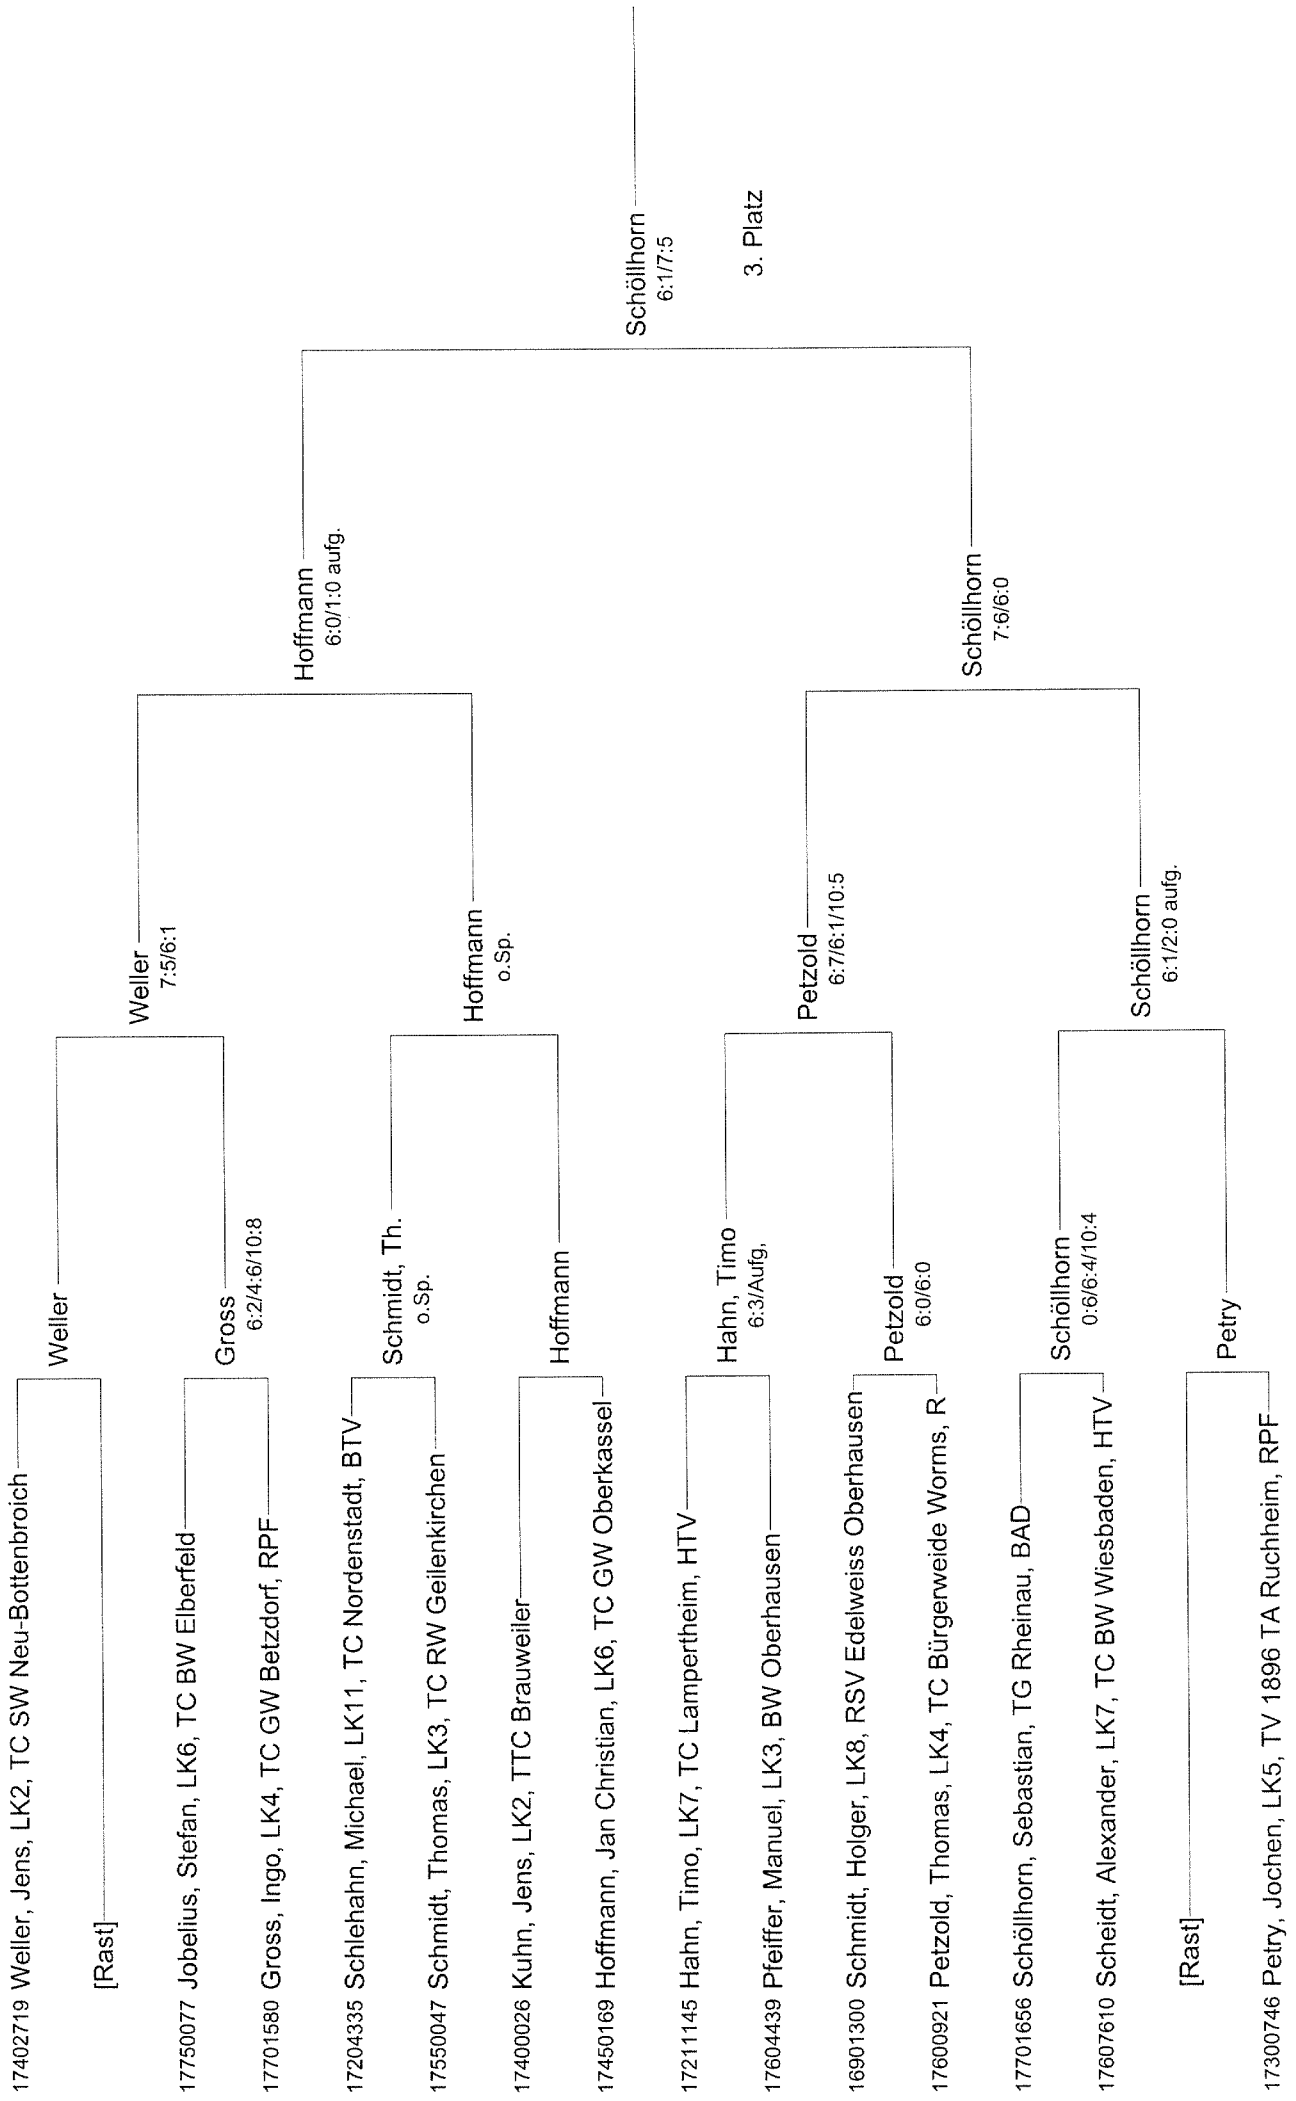 17402719 Weller, Jens, LK2, TC SW Neu-Bottenbroich
[Rast]
17750077 Jobelius, Stefan, LK6, TC BW Elberfeld
17701580 Gross, Ingo, LK4, TC GW Betzdorf, RPF
17204335 Schlehahn, Michael, LK11, TC Nordenstadt, BTV
17550047 Schmidt, Thomas, LK3, TC RW Geilenkirchen
17400026 Kuhn, Jens, LK2, TTC Brauweiler
17450169 Hoffmann, Jan Christian, LK6, TC GW Oberkassel
17211145 Hahn, Timo, LK7, TC Lampertheim, HTV
17604439 Pfeiffer, Manuel, LK3, BW Oberhausen
16901300 Schmidt, Holger, LK8, RSV Edelweiss Oberhausen
17600921 Petzold, Thomas, LK4, TC Bürgerweide Worms, R
17701656 Schöllhorn, Sebastian, TG Rheinau, BAD
17607610 Scheidt, Alexander, LK7, TC BW Wiesbaden, HTV
[Rast]
17300746 Petry, Jochen, LK5, TV 1896 TA Ruchheim, RPF
Weller
Gross
6:2/4:6/10:8
Schmidt, Th.
o.Sp.
Hoffmann
Hahn, Timo
6:3/Aufg,
Petzold
6:0/6:0
Schöllhorn
0:6/6:4/10:4
Petry
Weller
7:5/6:1
Hoffmann
o.Sp.
Petzold
6:7/6:1/10:5
Schöllhorn
6:1/2:0 aufg.
Hoffmann
6:0/1:0 aufg.
Schöllhorn
7:6/6:0
Schöllhorn
6:1/7:5
3. Platz